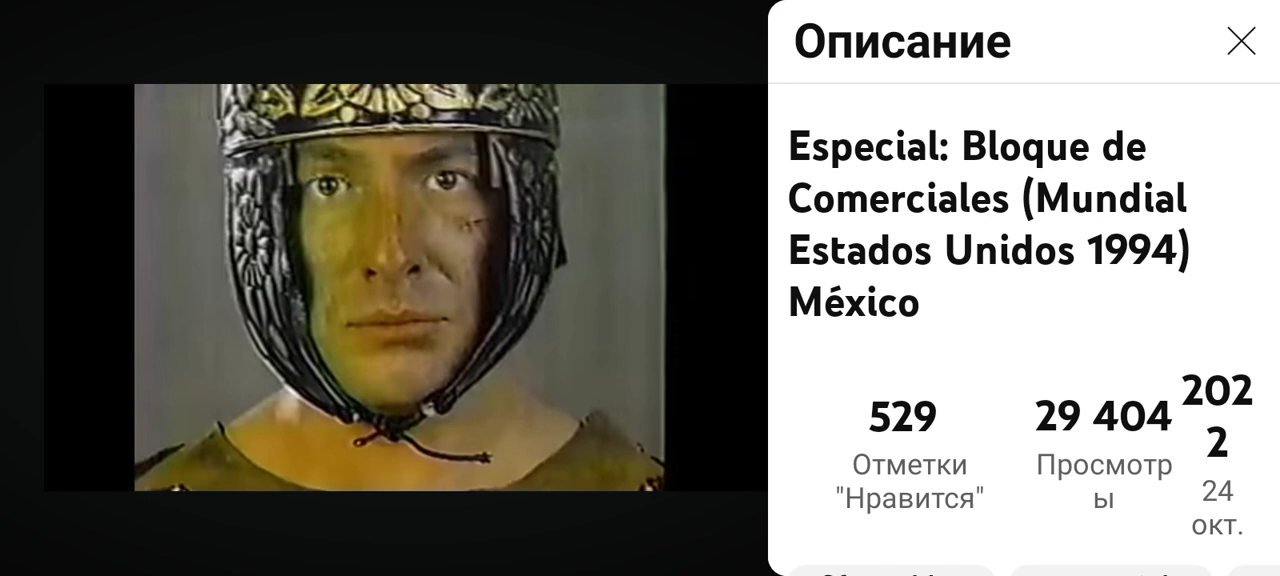 Описание
Especial: Bloque de
Comerciales (Mundial
Estados Unidos 1994)
México
529
Отметки
"Нравится"
29 404
Просмотр
ы
202
2
24
окт.